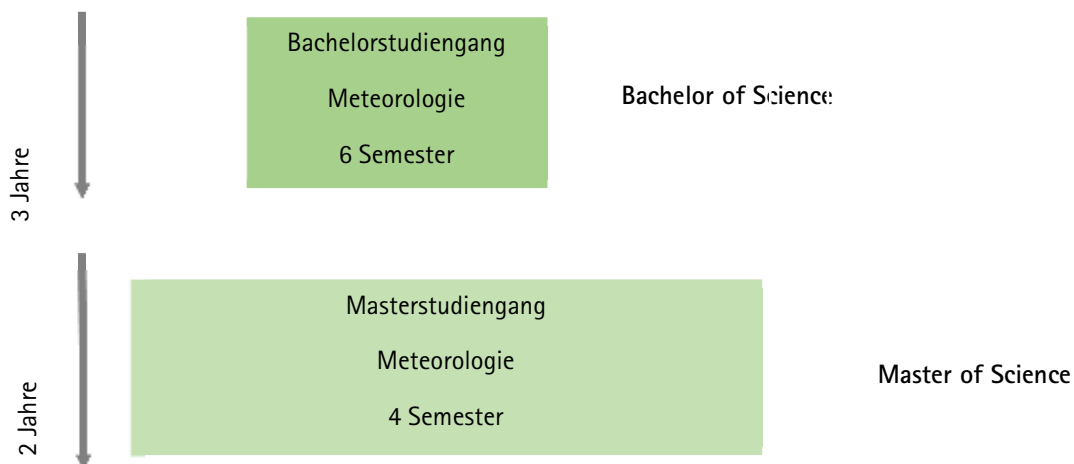 Bachelorstudiengang
Meteorologie
6 Semester
Bachelor of Science
3 Jahre
Masterstudiengang
Meteorologie
4 Semester
Master of Science
2 Jahre